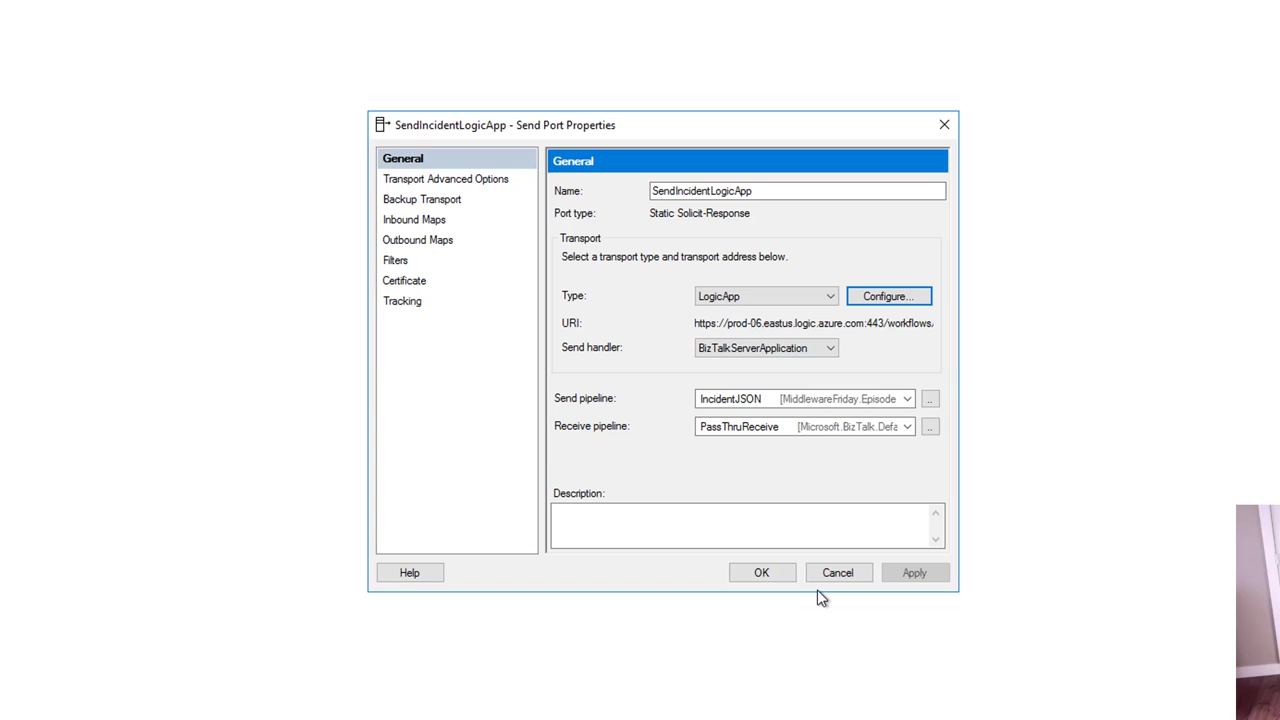 SendIncidentLogicApp - Send Port Properties
General
Transport Advanced Options
Backup Transport
Inbound Maps
Outbound Maps
Filters
Certificate
Tracking
General
Name: SendIncidentLogicApp
Port type: Static Solicit-Response
Transport
Select a transport type and transport address below.
Type: LogicApp Configure...
URI: https://prod-06.eastus.logic.azure.com:443/workflows/
Send handler: BizTalkServerApplication
Send pipeline: IncidentJSON [MiddlewareFriday.Episode ..
Receive pipeline: PassThruReceive [Microsoft.BizTalk.Defa ..
Description:
Help OK Cancel Apply